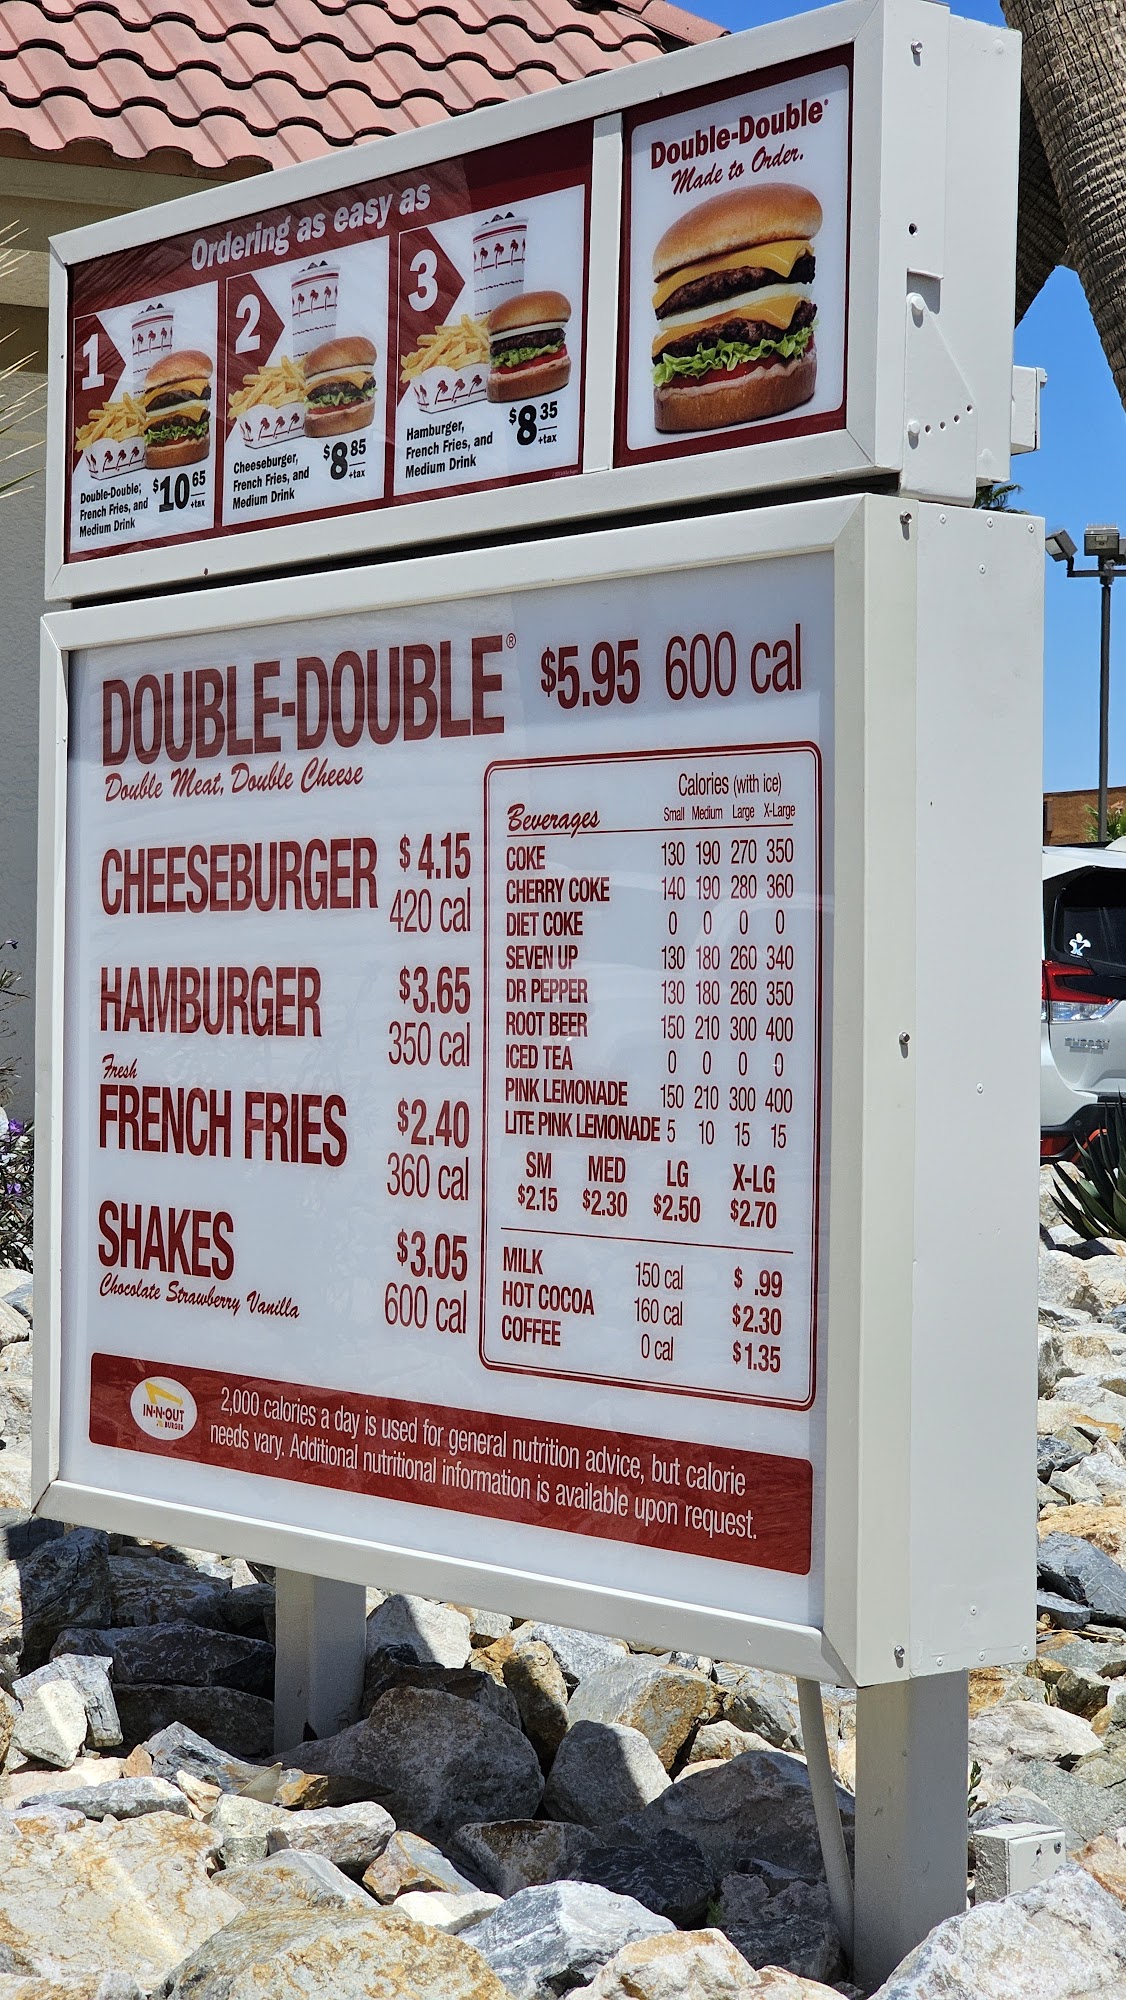 Ordering as easy as
1
Double-Double,
French Fries, and
Medium Drink
$10 65
+tax
2
Cheeseburger,
French Fries, and
Medium Drink
$8 85
+tax
3
Hamburger,
French Fries, and
Medium Drink
$8 35
+tax
Double-Double®
Made to Order.
DOUBLE-DOUBLE® $5.95 600 cal
Double Meat, Double Cheese
CHEESEBURGER $4.15
420 cal
HAMBURGER $3.65
350 cal
Fresh
FRENCH FRIES $2.40
360 cal
SHAKES $3.05
Chocolate Strawberry Vanilla 600 cal
Calories (with ice)
Beverages Small Medium Large X-Large
COKE 130 190 270 350
CHERRY COKE 140 190 280 360
DIET COKE 0 0 0 0
SEVEN UP 130 180 260 340
DR PEPPER 130 180 260 350
ROOT BEER 150 210 300 400
ICED TEA 0 0 0 0
PINK LEMONADE 150 210 300 400
LITE PINK LEMONADE 5 10 15 15
SM MED LG X-LG
$2.15 $2.30 $2.50 $2.70
MILK 150 cal $ .99
HOT COCOA 160 cal $2.30
COFFEE 0 cal $1.35
IN-N-OUT
BURGER
2,000 calories a day is used for general nutrition advice, but calorie
needs vary. Additional nutritional information is available upon request.
SUBARU